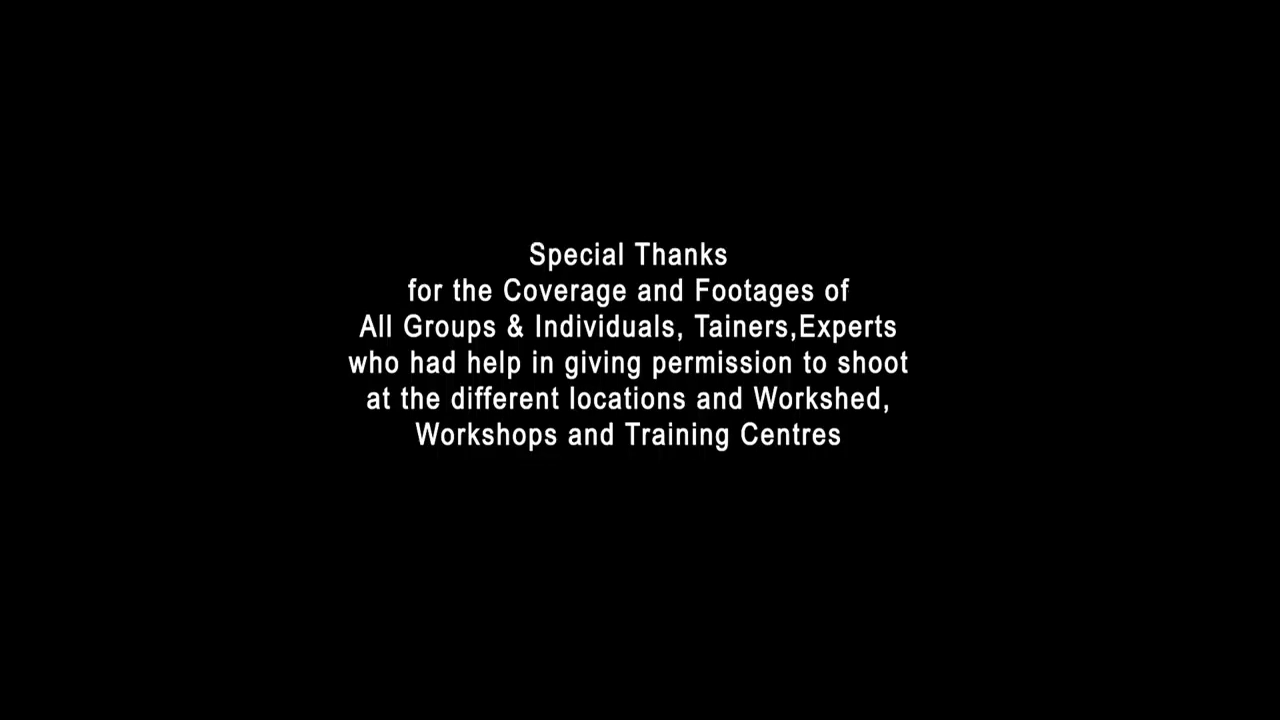 Special Thanks
for the Coverage and Footages of
All Groups & Individuals, Tainers,Experts
who had help in giving permission to shoot
at the different locations and Workshed,
Workshops and Training Centres